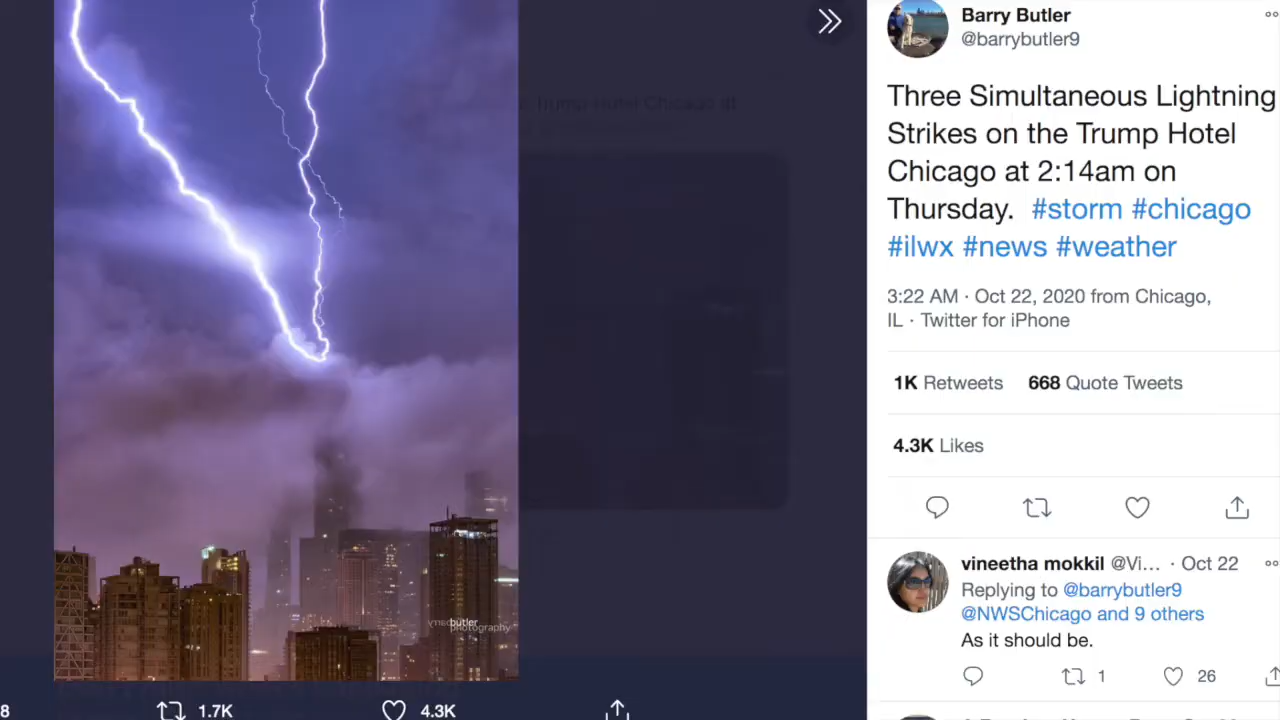 Barry Butler
@barrybutler9
Three Simultaneous Lightning
Strikes on the Trump Hotel
Chicago at 2:14am on
Thursday. #storm #chicago
#ilwx #news #weather
3:22 AM · Oct 22, 2020 from Chicago,
IL · Twitter for iPhone
1K Retweets 668 Quote Tweets
4.3K Likes
vineetha mokkil @Vi... · Oct 22
Replying to @barrybutler9
@NWSChicago and 9 others
As it should be.
1 26
butler
photography
8 1.7K 4.3K